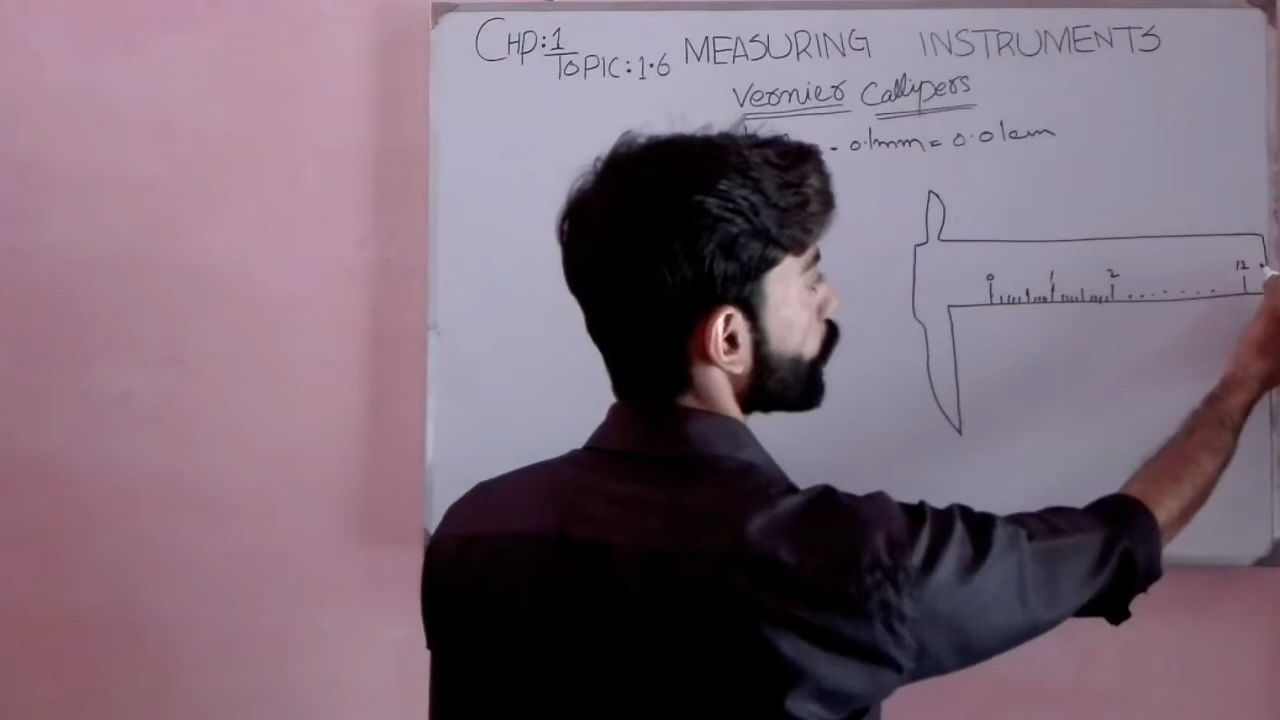 CHP:1
TOPIC:1.6 MEASURING INSTRUMENTS
Vernier Callipers
0.1mm = 0.01cm
0 1 2 12